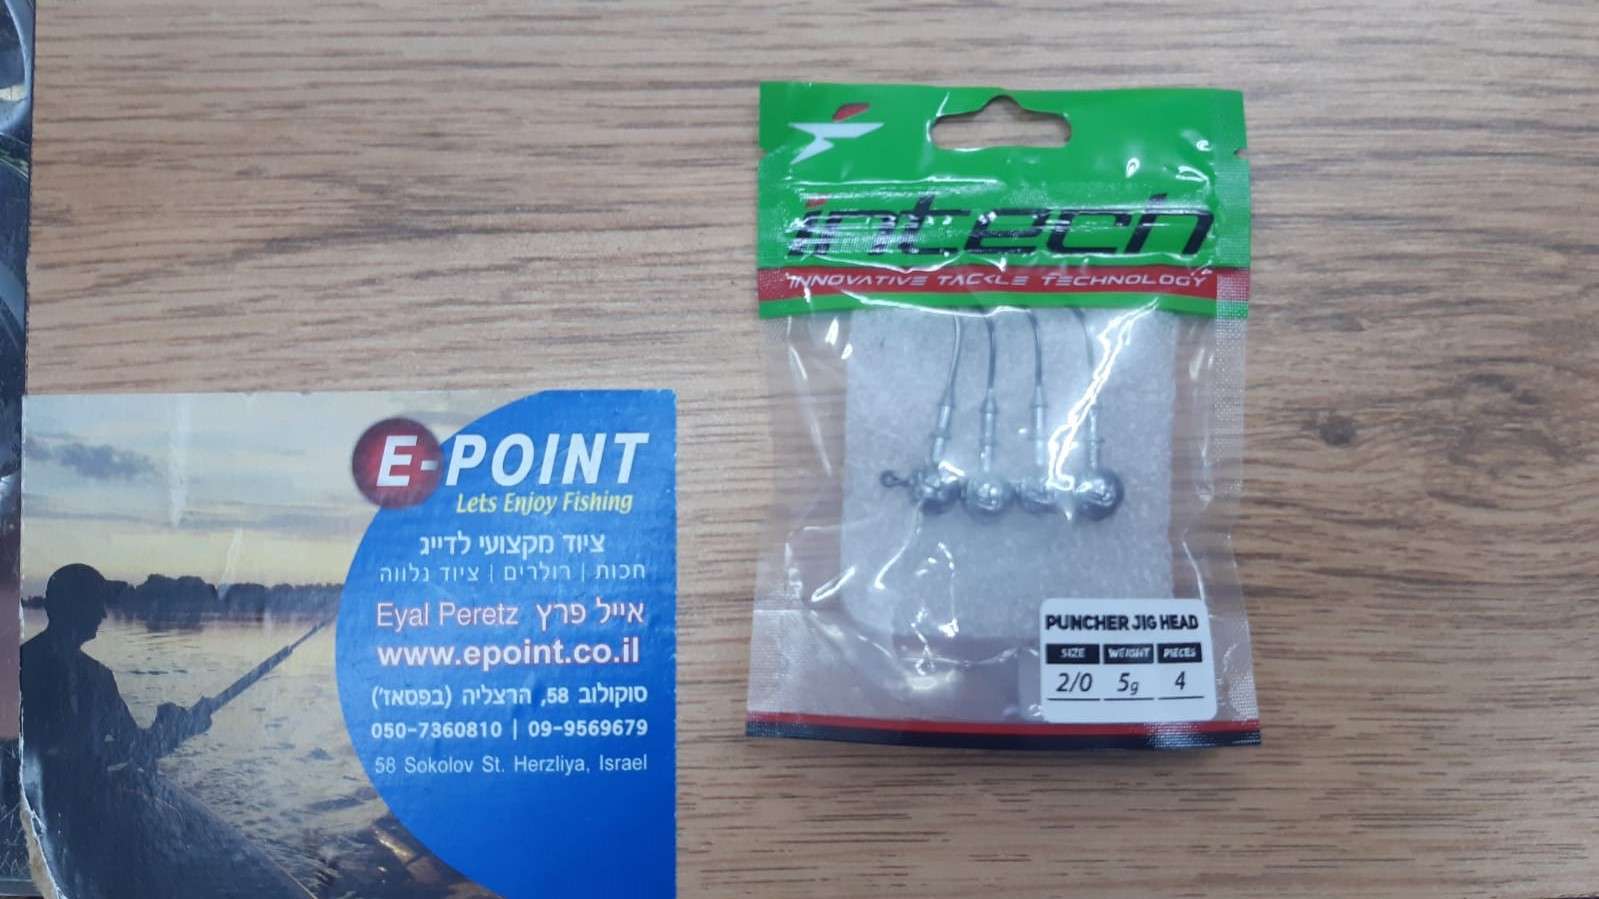 E-POINT
Lets Enjoy Fishing
ציוד מקצועי לדייג
חכות | רולרים | ציוד נלווה
Eyal Peretz אייל פרץ
www.epoint.co.il
סוקולוב 58, הרצליה (בפסאז')
050-7360810 | 09-9569679
58 Sokolov St. Herzliya, Israel
intech
INNOVATIVE TACKLE TECHNOLOGY
PUNCHER JIG HEAD
SIZE WEIGHT PIECES
2/0 5g 4